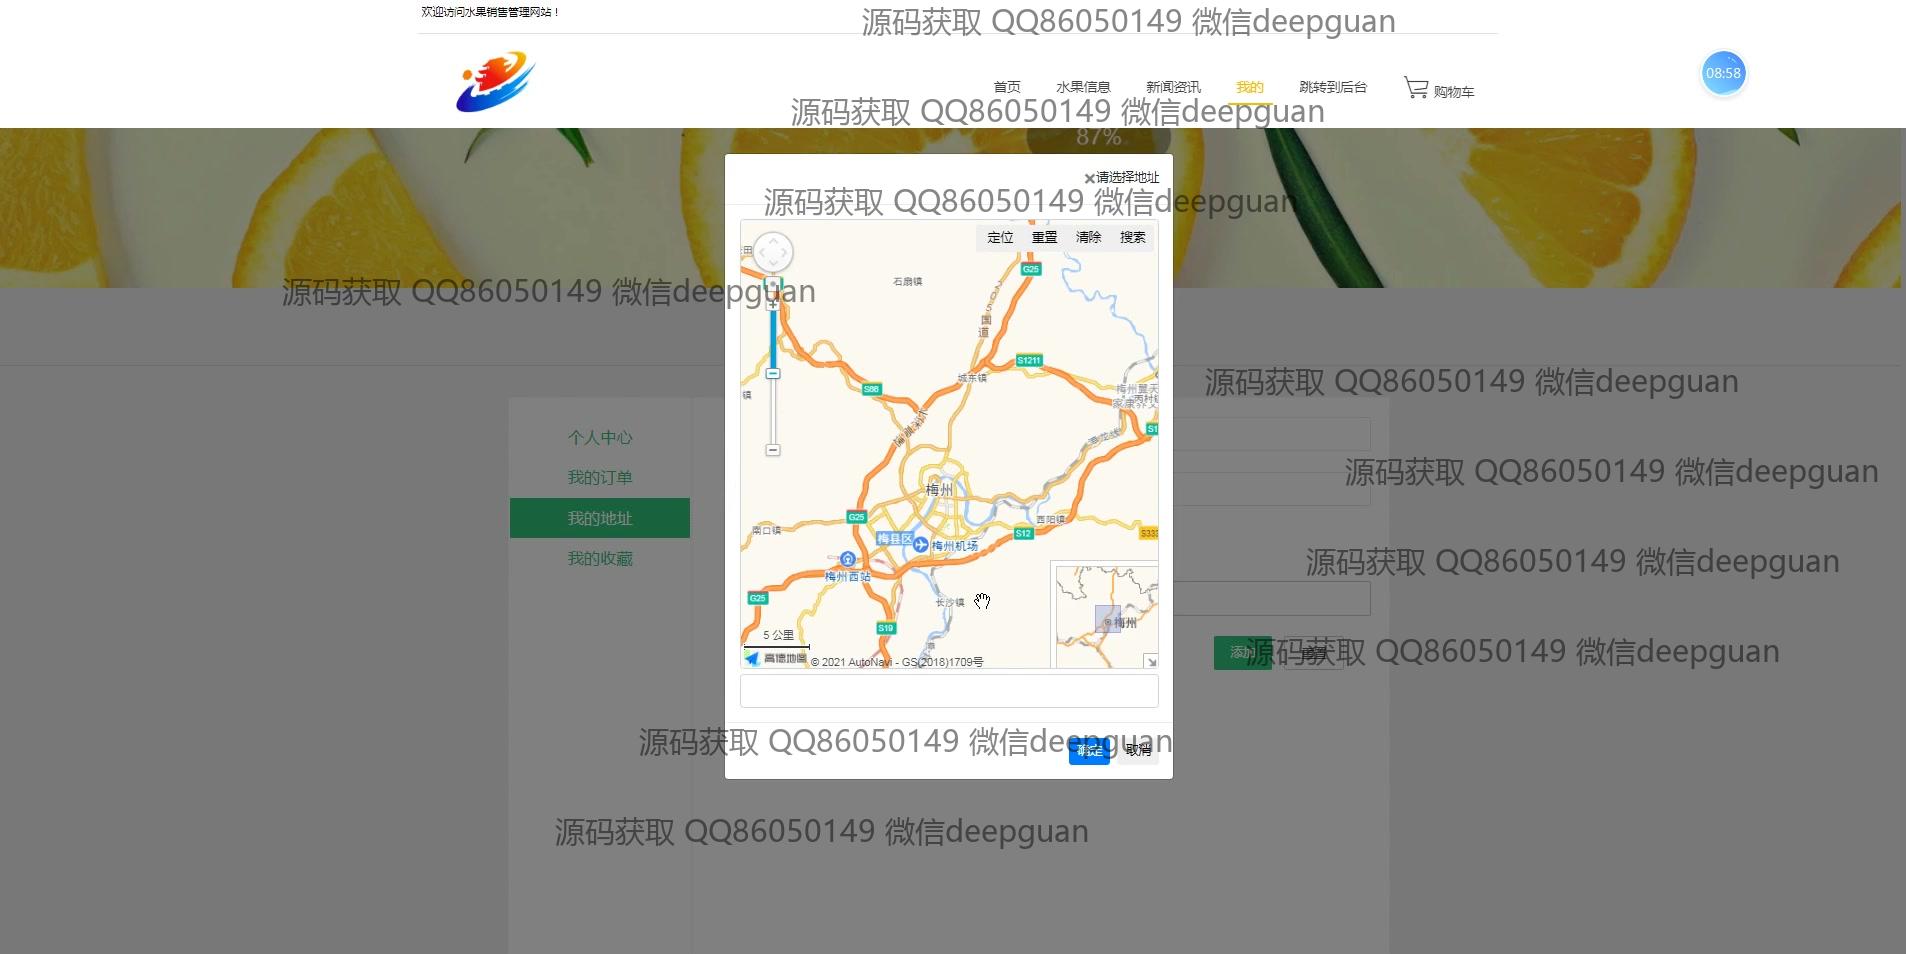 欢迎访问水果销售管理网站！
源码获取 QQ86050149 微信deepguan
首页 水果信息 新闻资讯 我的 跳转到后台 购物车
08:58
源码获取 QQ86050149 微信deepguan
87%
×请选择地址
源码获取 QQ86050149 微信deepguan
定位 重置 清除 搜索
G25
石扇镇
源码获取 QQ86050149 微信deepguan
205国道
S1211
城东镇
S86
源码获取 QQ86050149 微信deepguan
镇
个人中心
我的订单
我的地址
我的收藏
源码获取 QQ86050149 微信deepguan
梅州
G25
西阳镇
南口镇
S12
S333
梅县区
梅州机场
梅州西站
源码获取 QQ86050149 微信deepguan
G25
长沙镇
S19
梅州
5 公里
高德地图 © 2021 AutoNavi - GS(2018)1709号
添加
源码获取 QQ86050149 微信deepguan
源码获取 QQ86050149 微信deepguan
确定 取消
源码获取 QQ86050149 微信deepguan